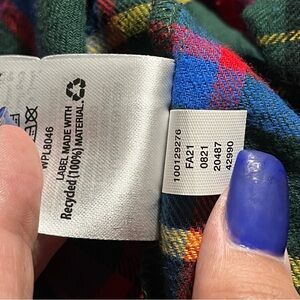 WPL8046
LABEL MADE WITH
Recycled (100%) MATERIAL.
100129276
FA21
0821
20487
42990